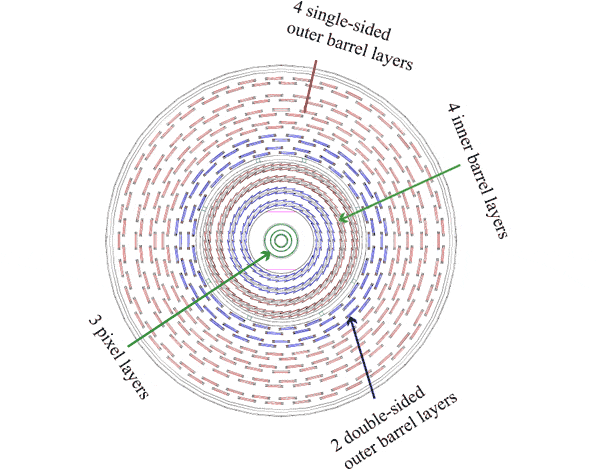 4 single-sided
outer barrel layers
4 inner barrel layers
3 pixel layers
2 double-sided
outer barrel layers